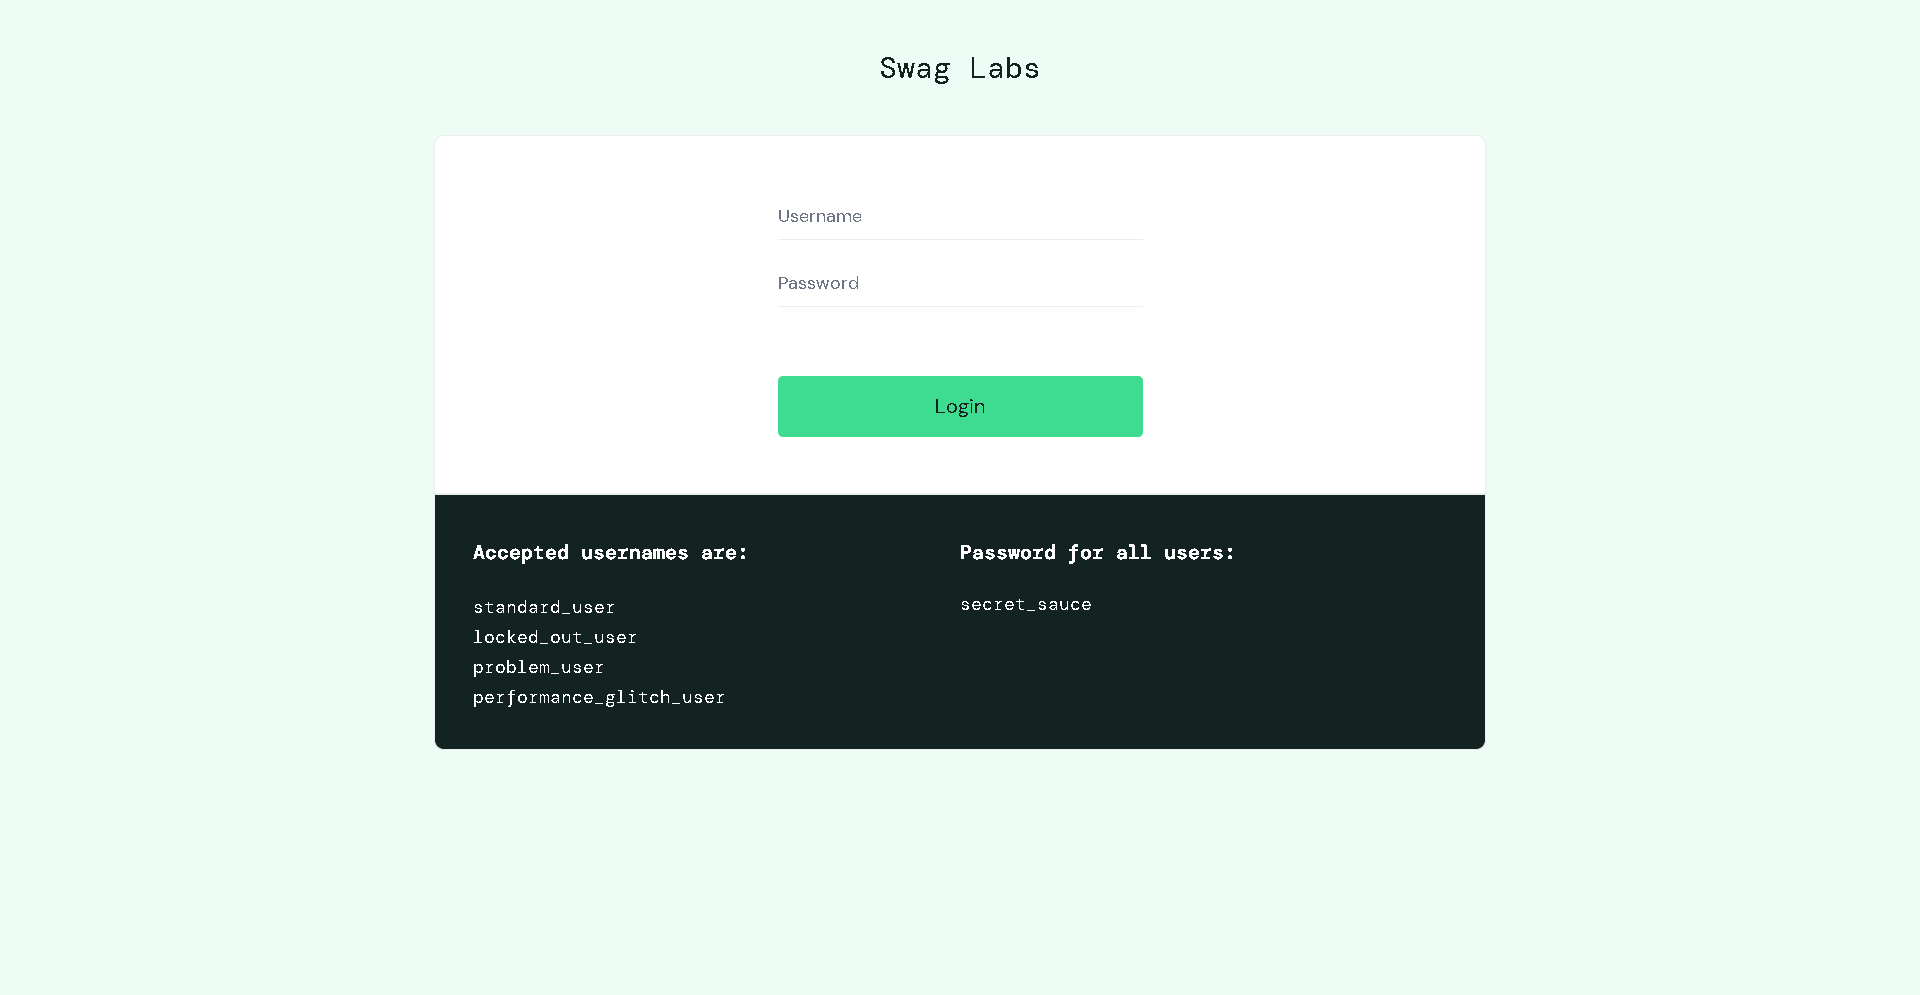 Swag Labs
Username
Password
Login
Accepted usernames are:
standard_user
locked_out_user
problem_user
performance_glitch_user
Password for all users:
secret_sauce